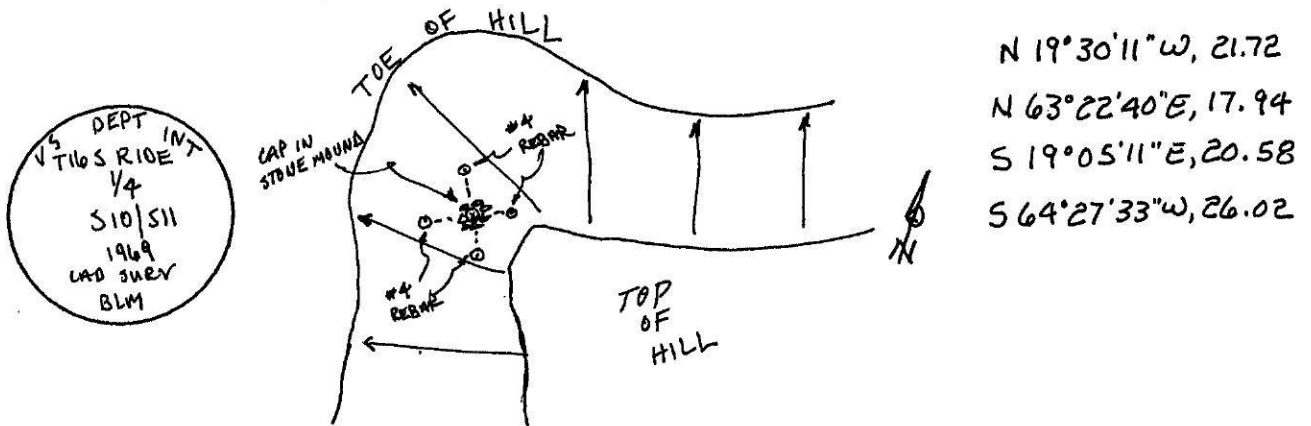 US DEPT INT
T16S R10E
1/4
S10|S11
1969
CAD SURV
BLM
TOE OF HILL
CAP IN
STONE MOUND
#4
REBAR
#4
REBAR
TOP
OF
HILL
N
N 19°30'11"W, 21.72
N 63°22'40"E, 17.94
S 19°05'11"E, 20.58
S 64°27'33"W, 26.02